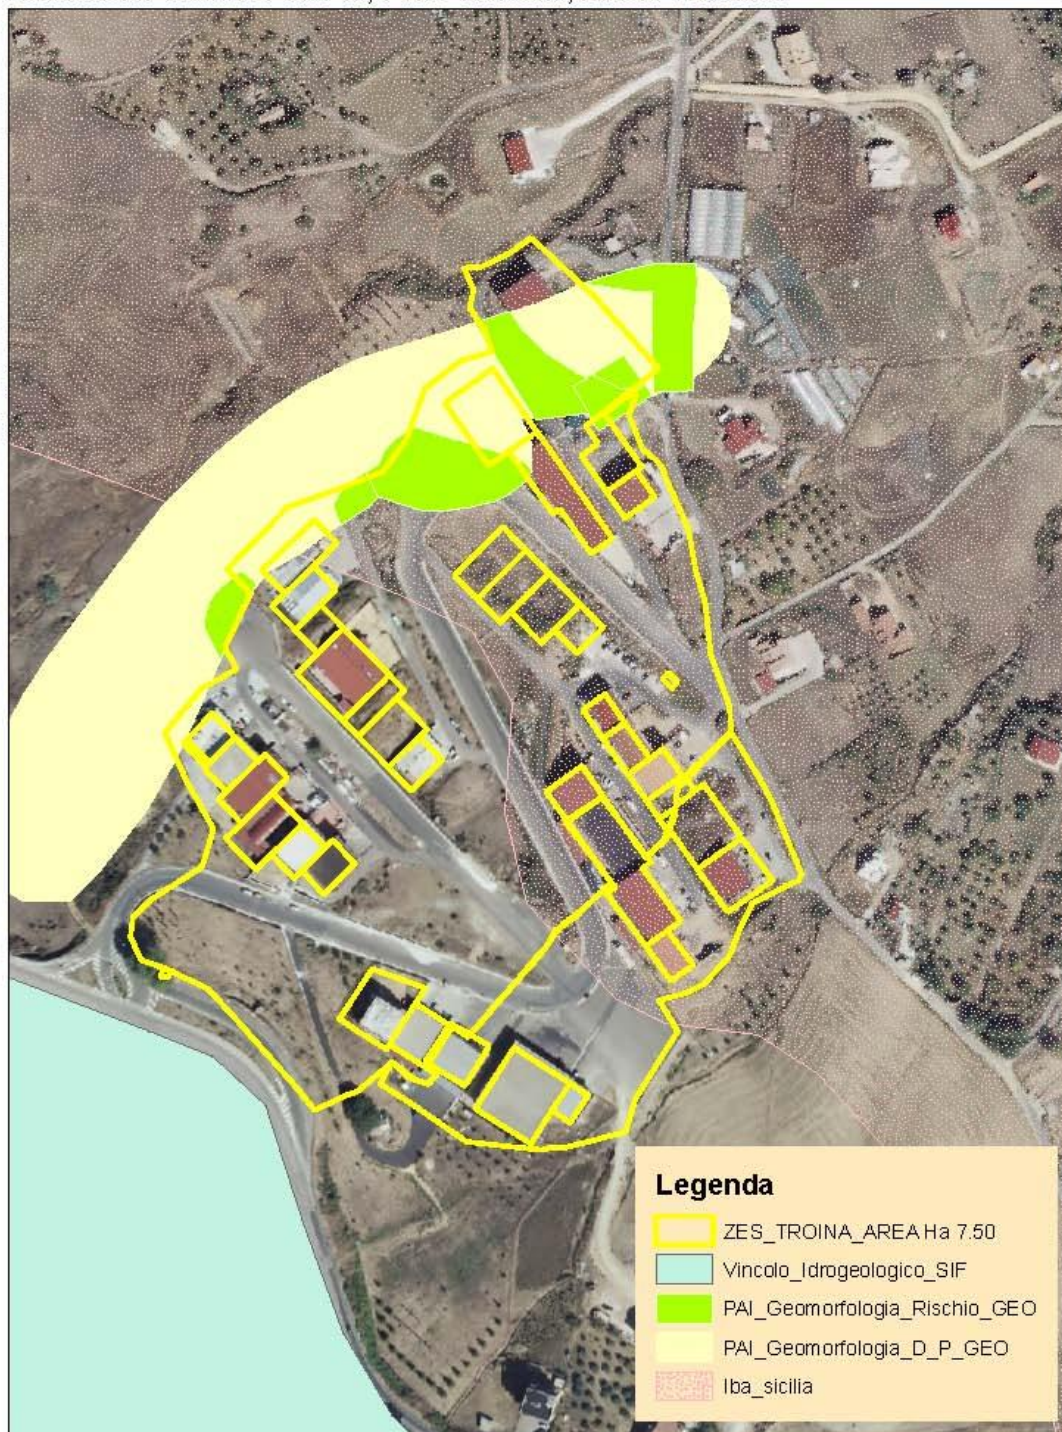 Legenda
ZES_TROINA_AREA Ha 7.50
Vincolo_Idrogeologico_SIF
PAI_Geomorfologia_Rischio_GEO
PAI_Geomorfologia_D_P_GEO
Iba_sicilia